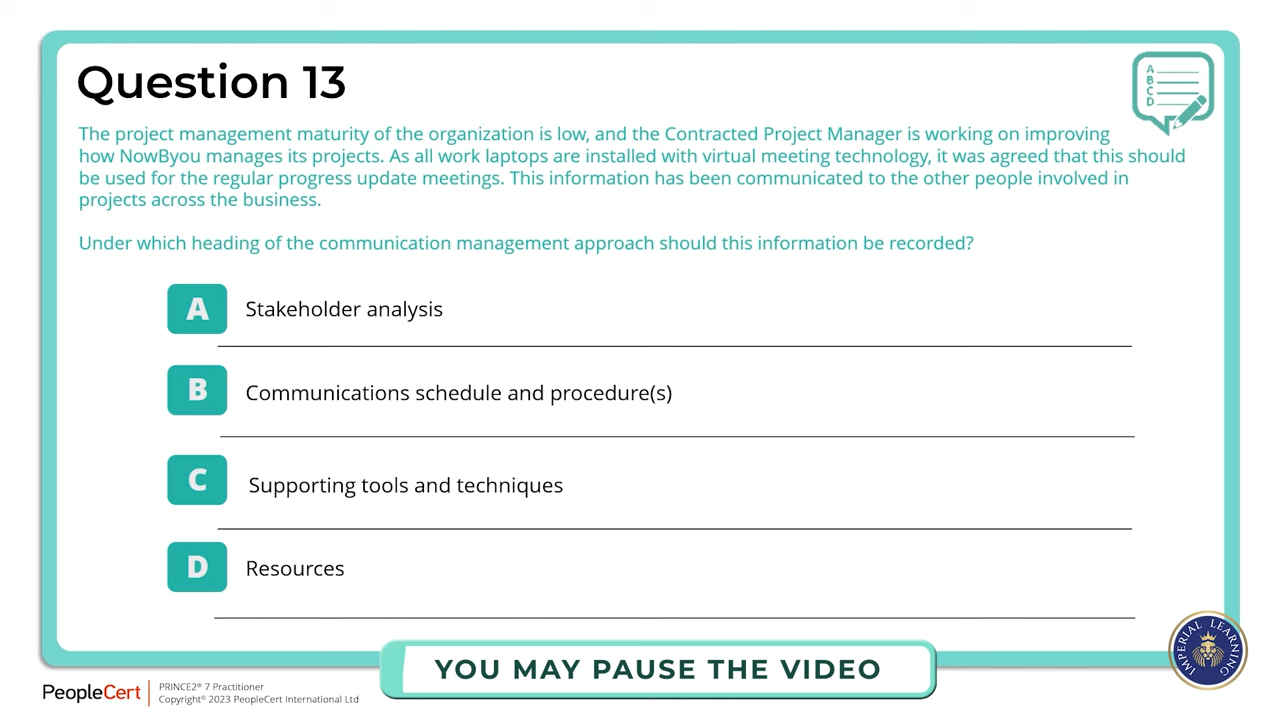 Question 13
A
B
C
D
The project management maturity of the organization is low, and the Contracted Project Manager is working on improving
how NowByou manages its projects. As all work laptops are installed with virtual meeting technology, it was agreed that this should
be used for the regular progress update meetings. This information has been communicated to the other people involved in
projects across the business.
Under which heading of the communication management approach should this information be recorded?
A Stakeholder analysis
B Communications schedule and procedure(s)
C Supporting tools and techniques
D Resources
YOU MAY PAUSE THE VIDEO
IMPERIAL LEARNING
PeopleCert
PRINCE2® 7 Practitioner
Copyright© 2023 PeopleCert International Ltd